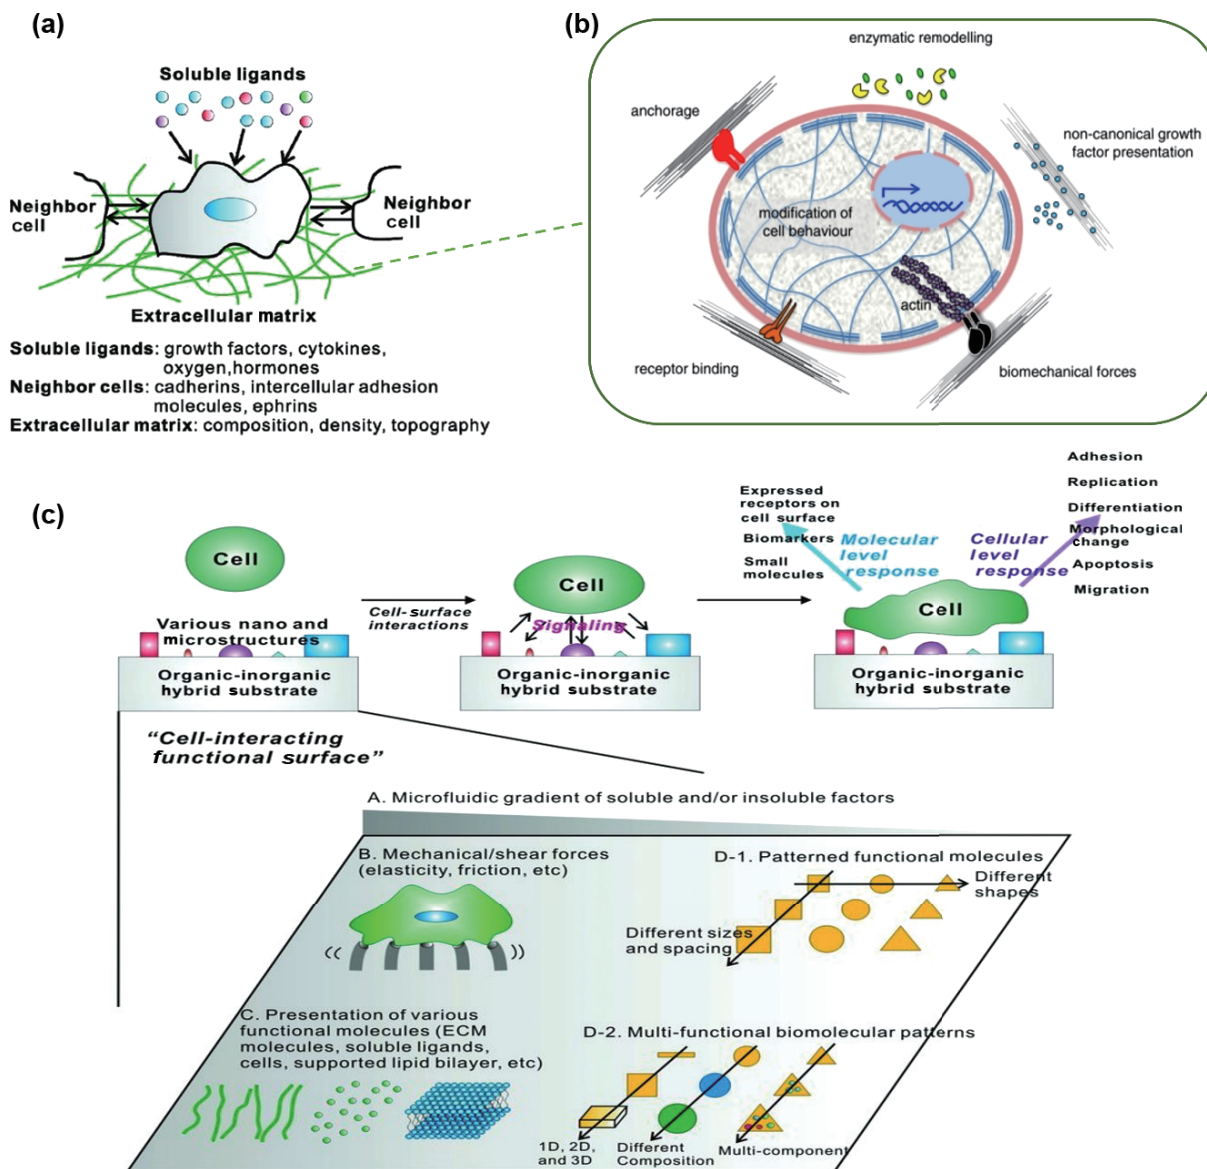 (a)
Soluble ligands
Neighbor
cell
Neighbor
cell
Extracellular matrix
Soluble ligands: growth factors, cytokines,
oxygen,hormones
Neighbor cells: cadherins, intercellular adhesion
molecules, ephrins
Extracellular matrix: composition, density, topography
(b)
enzymatic remodelling
anchorage
non-canonical growth
factor presentation
modification of
cell behaviour
actin
receptor binding
biomechanical forces
(c)
Cell
Various nano and
microstructures
Organic-inorganic
hybrid substrate
Cell-surface
interactions
Cell
Signaling
Organic-inorganic
hybrid substrate
Expressed
receptors on
cell surface
Biomarkers
Small
molecules
Molecular
level
response
Cellular
level
response
Adhesion
Replication
Differentiation
Morphological
change
Apoptosis
Migration
Cell
Organic-inorganic
hybrid substrate
“Cell-interacting
functional surface”
A. Microfluidic gradient of soluble and/or insoluble factors
B. Mechanical/shear forces
(elasticity, friction, etc)
D-1. Patterned functional molecules
Different
shapes
Different sizes
and spacing
C. Presentation of various
functional molecules (ECM
molecules, soluble ligands,
cells, supported lipid bilayer, etc)
D-2. Multi-functional biomolecular patterns
1D, 2D,
and 3D
Different
Composition
Multi-component